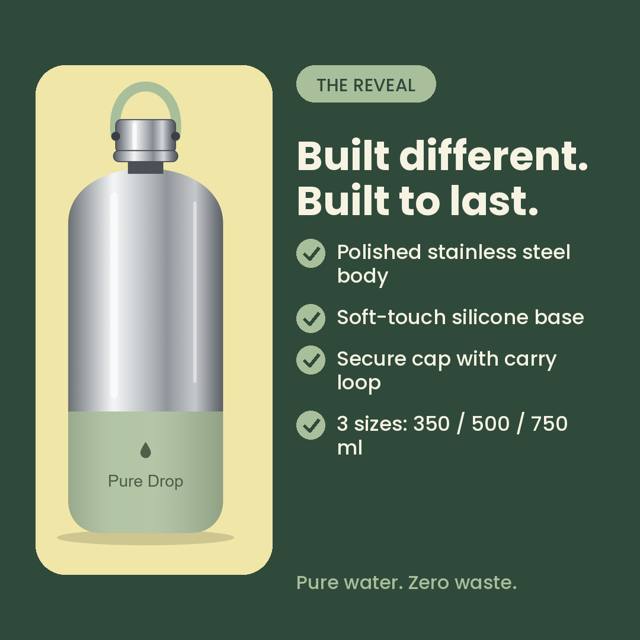 THE REVEAL
Built different.
Built to last.
Polished stainless steel
body
Soft-touch silicone base
Secure cap with carry
loop
3 sizes: 350 / 500 / 750
ml
Pure Drop
Pure water. Zero waste.